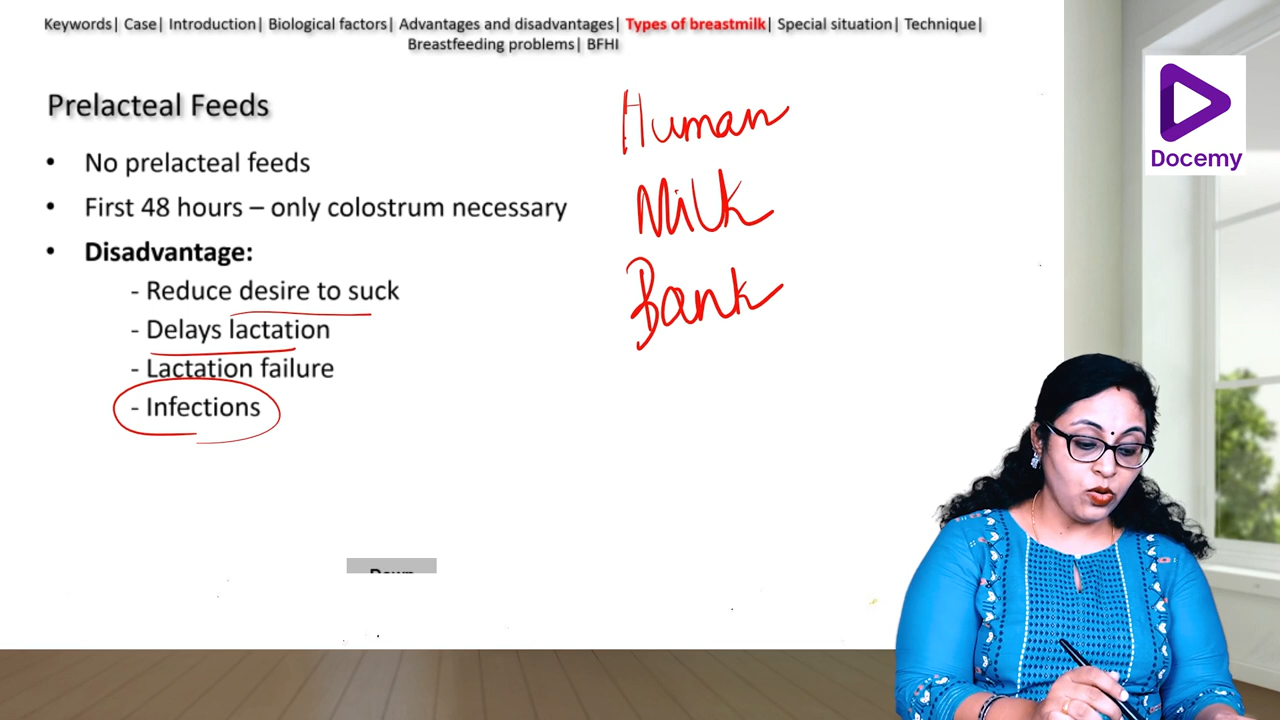 Keywords| Case| Introduction| Biological factors| Advantages and disadvantages| Types of breastmilk| Special situation| Technique|
Breastfeeding problems| BFHI
Prelacteal Feeds
• No prelacteal feeds
• First 48 hours – only colostrum necessary
• Disadvantage:
- Reduce desire to suck
- Delays lactation
- Lactation failure
- Infections
Human
Milk
Bank
Docemy